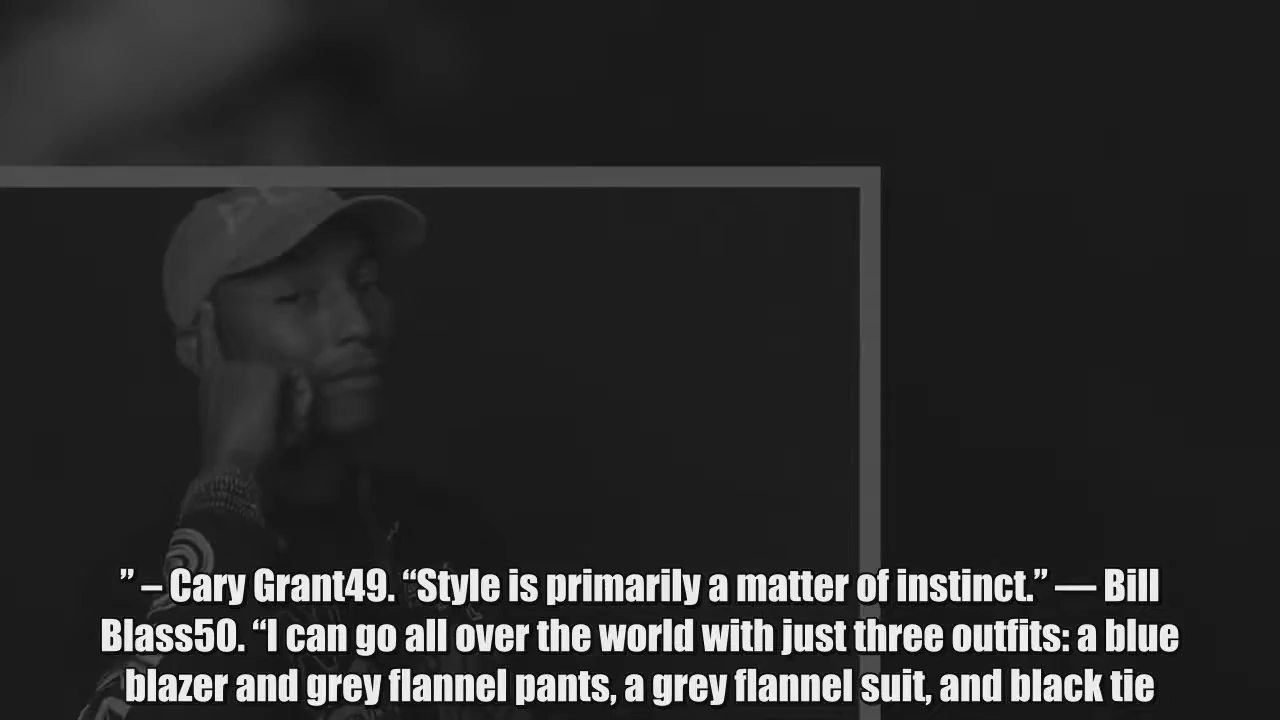 ” – Cary Grant49. “Style is primarily a matter of instinct.” — Bill
Blass50. “I can go all over the world with just three outfits: a blue
blazer and grey flannel pants, a grey flannel suit, and black tie